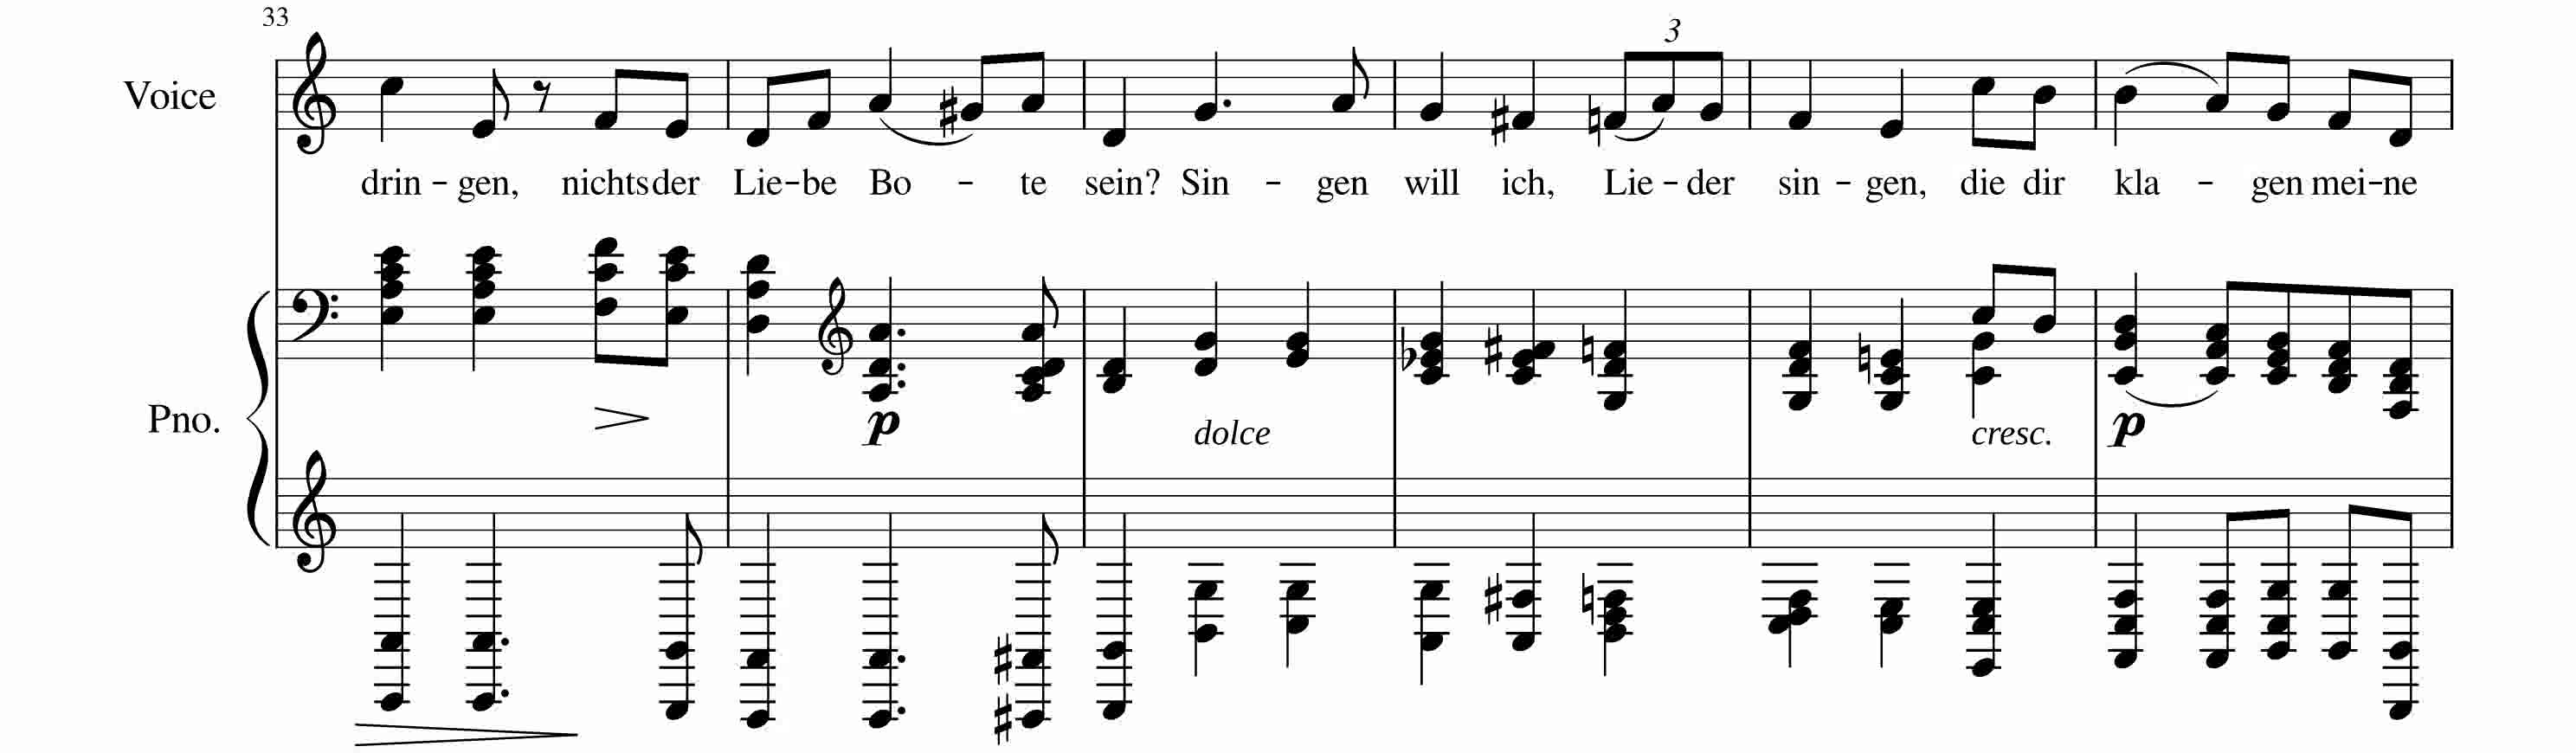 33
3
Voice
drin - gen, nichts der Lie - be Bo - te sein? Sin - gen will ich, Lie - der sin - gen, die dir kla - gen mei - ne
Pno.
p dolce cresc. p